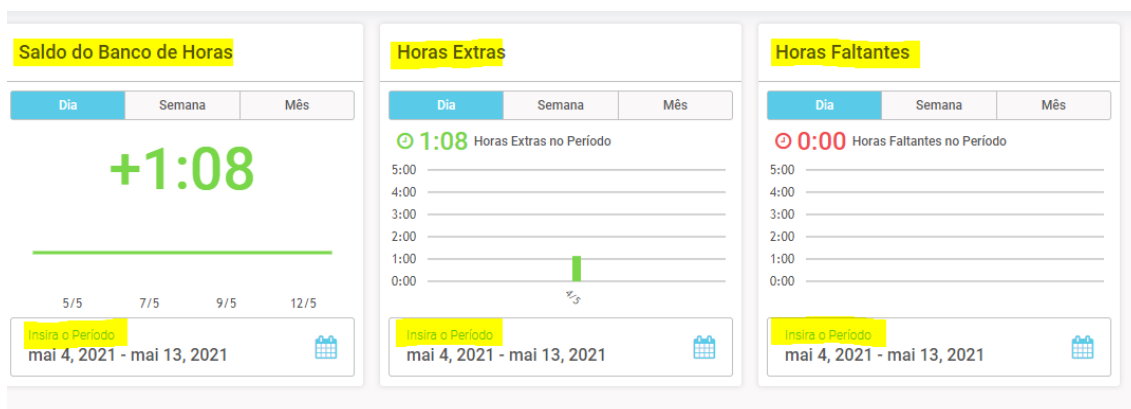 Saldo do Banco de Horas
Dia Semana Mês
+1:08
5/5 7/5 9/5 12/5
Insira o Período
mai 4, 2021 - mai 13, 2021
Horas Extras
Dia Semana Mês
1:08 Horas Extras no Período
5:00
4:00
3:00
2:00
1:00
0:00
4/5
Insira o Período
mai 4, 2021 - mai 13, 2021
Horas Faltantes
Dia Semana Mês
0:00 Horas Faltantes no Período
5:00
4:00
3:00
2:00
1:00
0:00
Insira o Período
mai 4, 2021 - mai 13, 2021